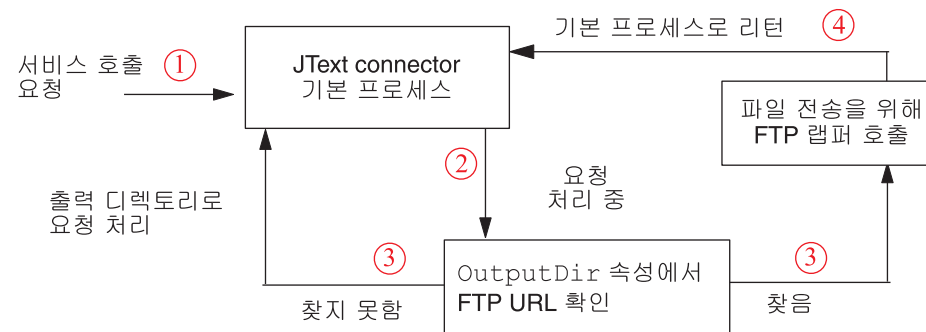 서비스 호출
요청
①
JText connector
기본 프로세스
기본 프로세스로 리턴
④
파일 전송을 위해
FTP 랩퍼 호출
②
요청
처리 중
출력 디렉토리로
요청 처리
③
찾지 못함
OutputDir 속성에서
FTP URL 확인
③
찾음